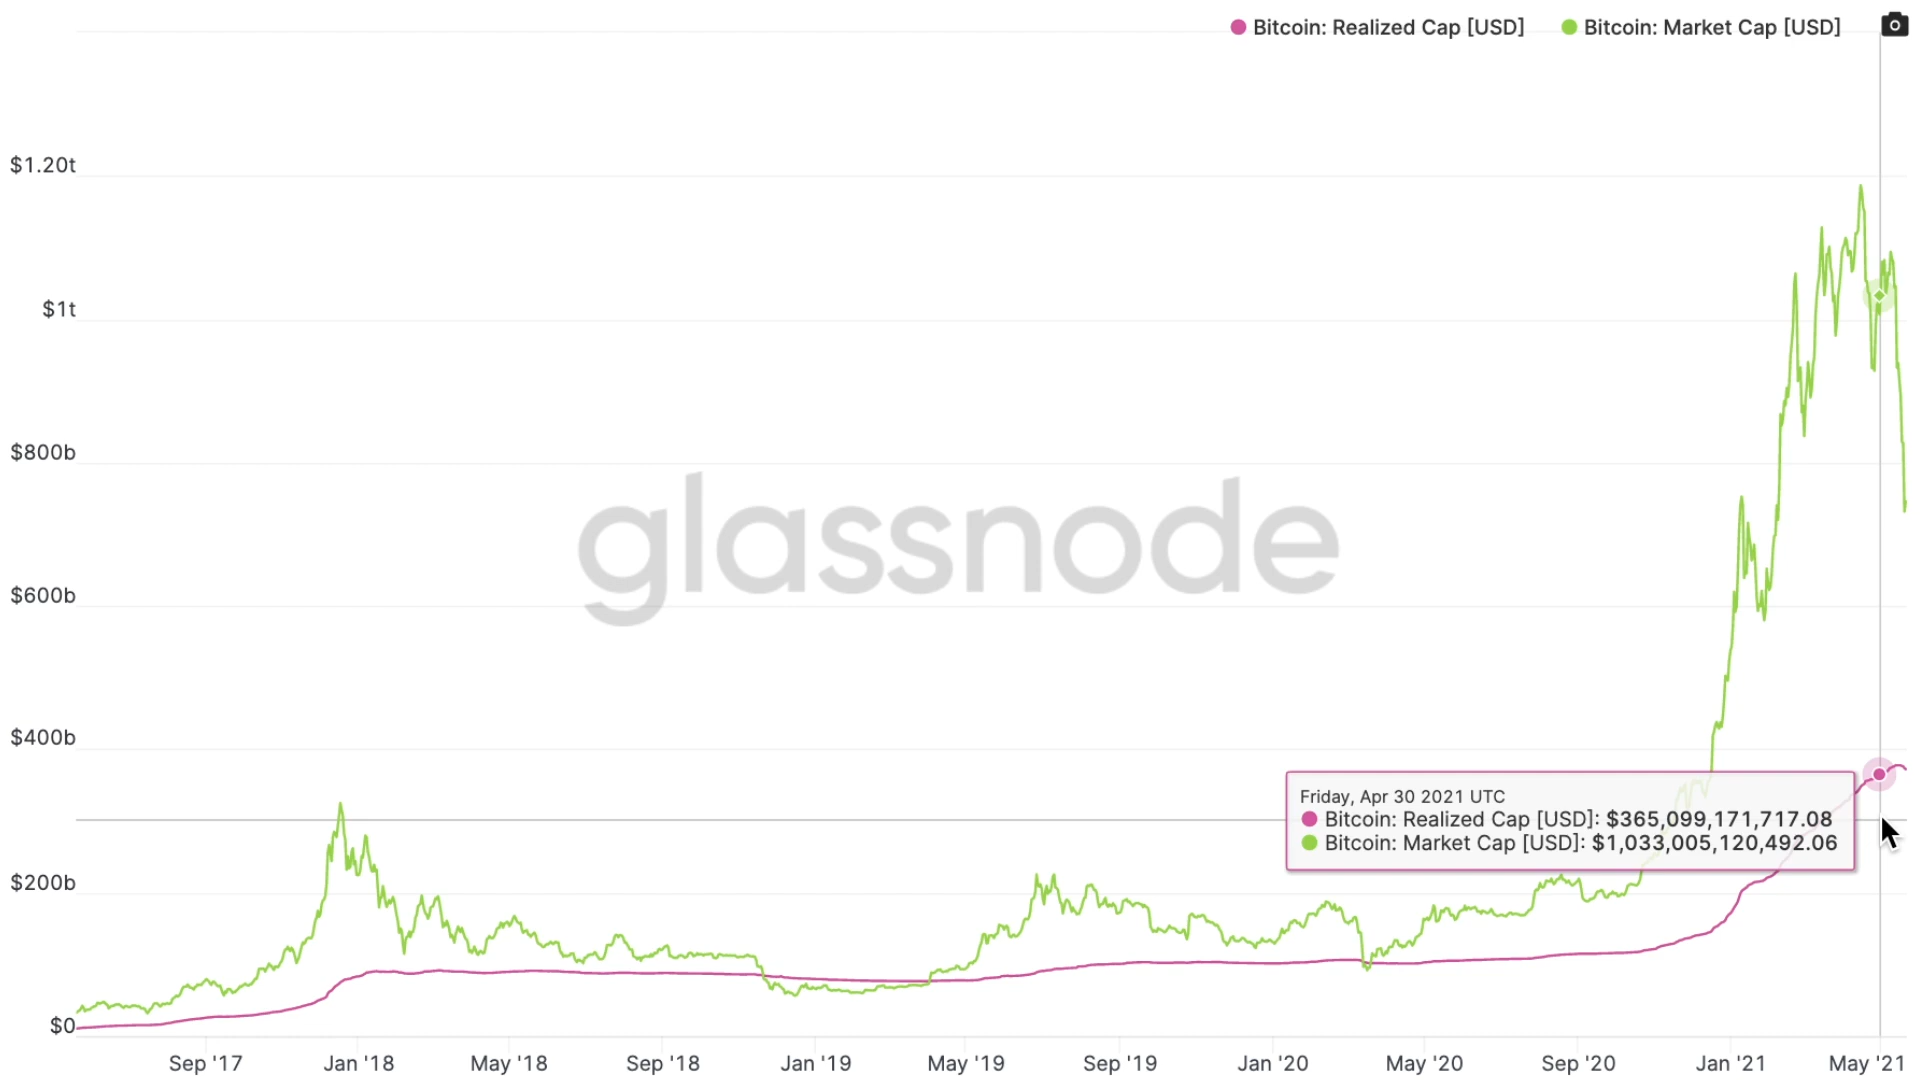 Bitcoin: Realized Cap [USD] Bitcoin: Market Cap [USD]
$1.20t
$1t
$800b
glassnode
$600b
$400b
Friday, Apr 30 2021 UTC
Bitcoin: Realized Cap [USD]: $365,099,171,717.08
Bitcoin: Market Cap [USD]: $1,033,005,120,492.06
$200b
$0
Sep '17 Jan '18 May '18 Sep '18 Jan '19 May '19 Sep '19 Jan '20 May '20 Sep '20 Jan '21 May '21